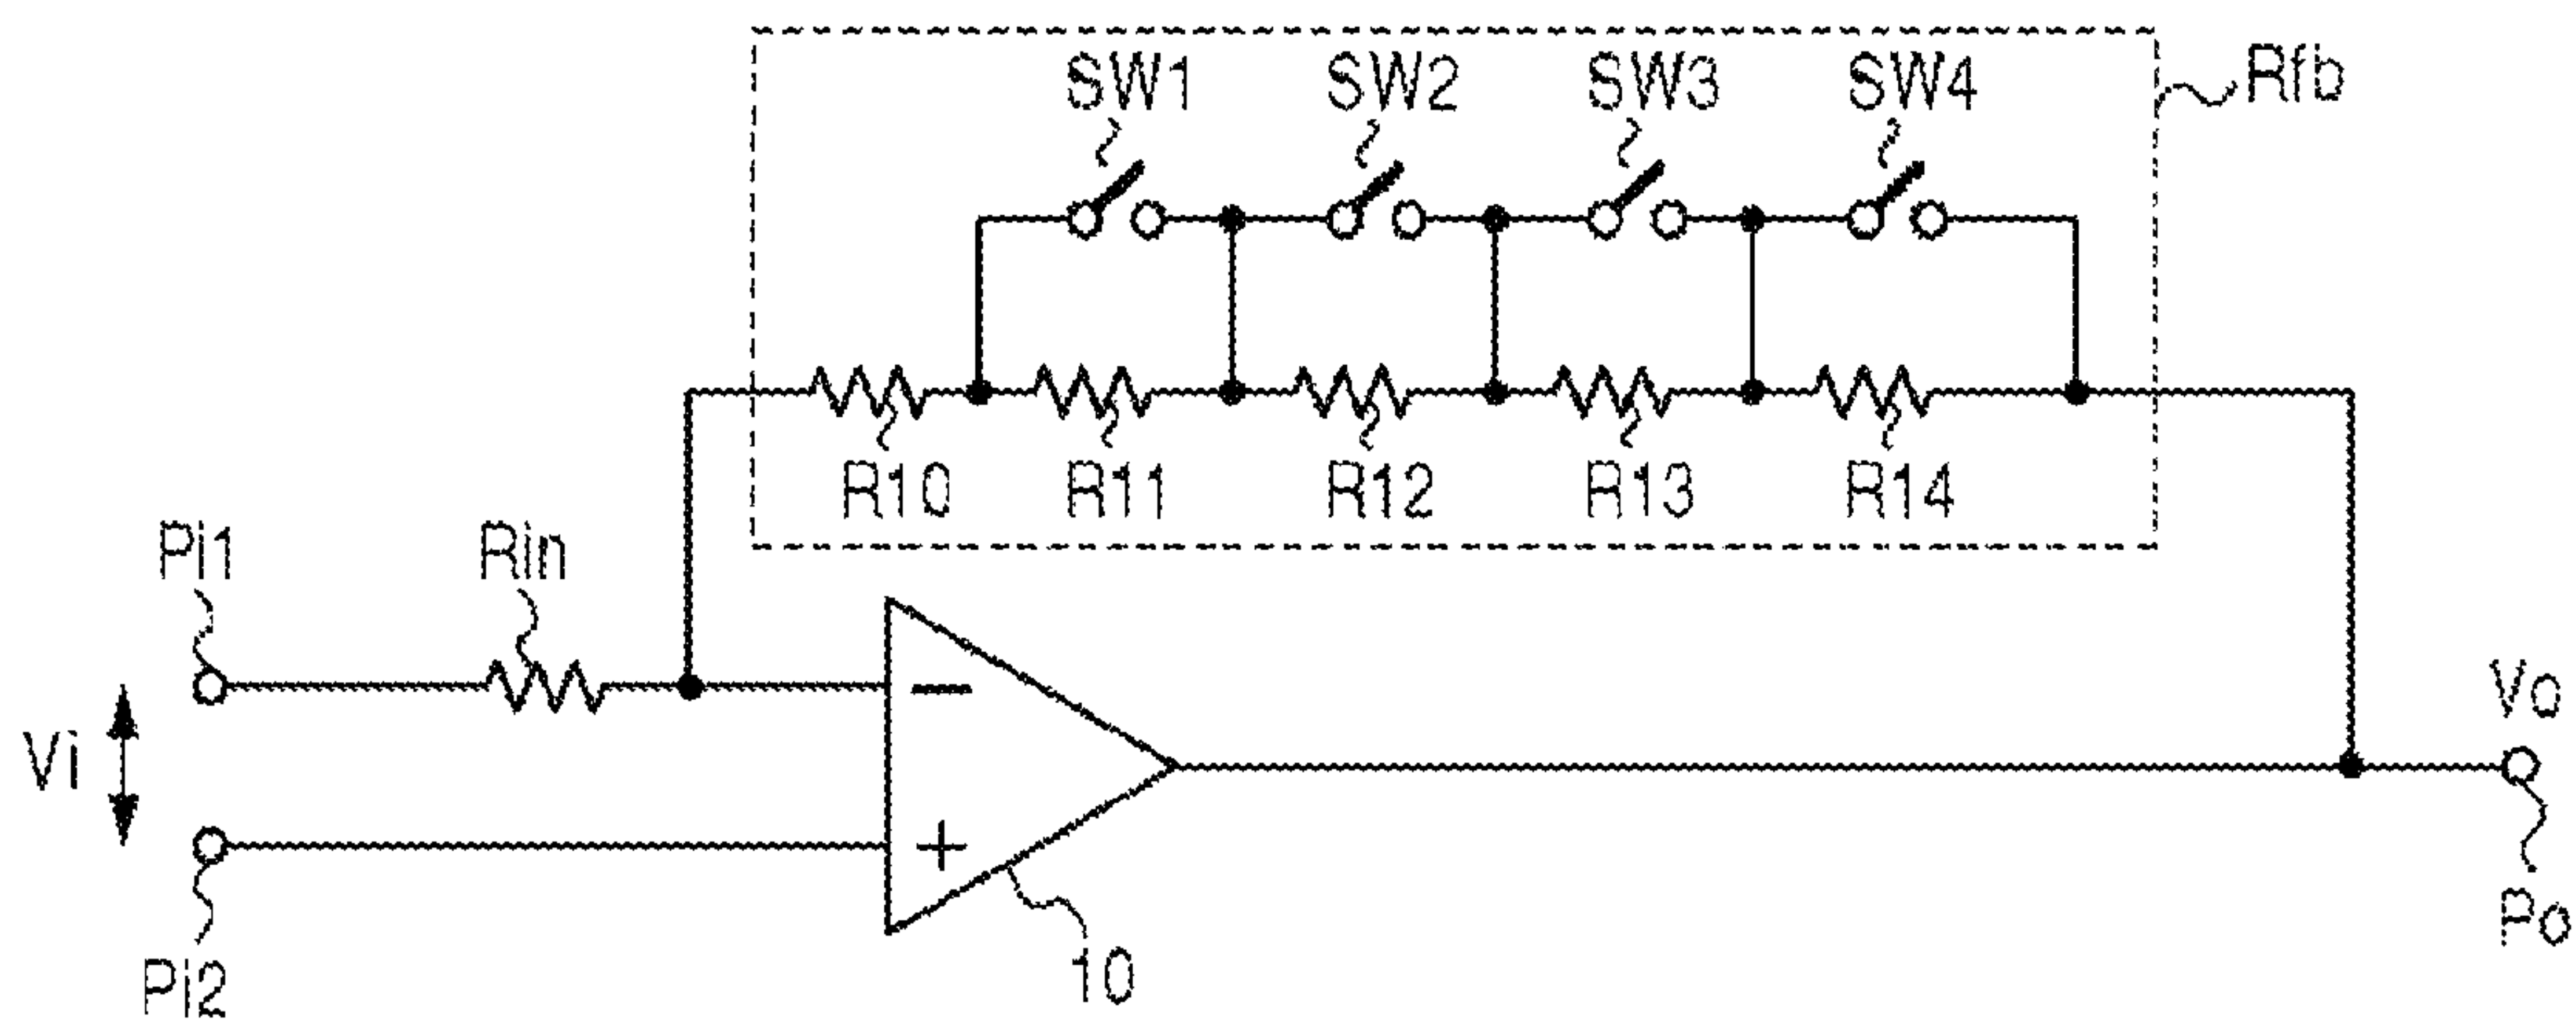 SW1 SW2 SW3 SW4 Rfb
R10 R11 R12 R13 R14
Pi1 Rin
Vi
−
+
Vo
Po
Pi2
10